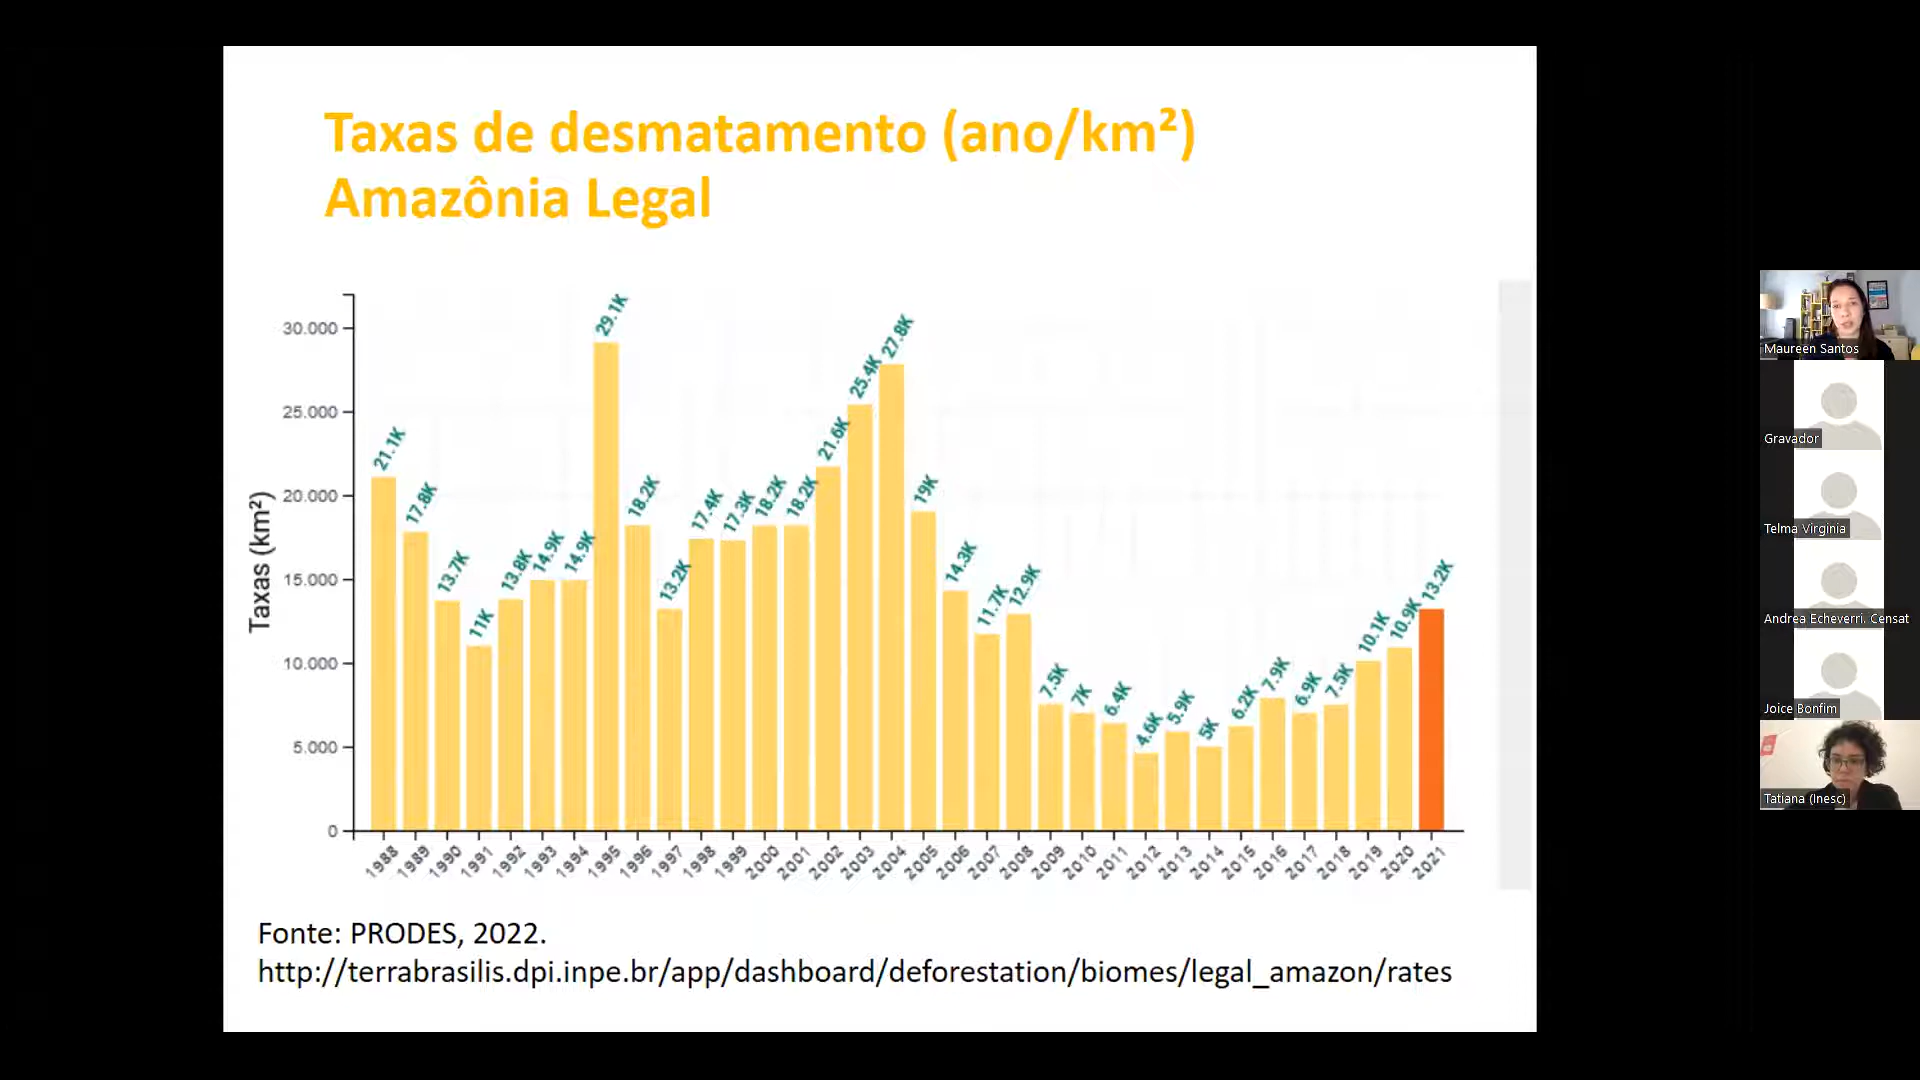 Taxas de desmatamento (ano/km²)
Amazônia Legal
Taxas (km²)
30.000
25.000
20.000
15.000
10.000
5.000
0
21.1K
17.8K
13.7K
11K
13.8K
14.9K
14.9K
29.1K
18.2K
13.2K
17.4K
17.3K
18.2K
18.2K
21.6K
25.4K
27.8K
19K
14.3K
11.7K
12.9K
7.5K
7K
6.4K
4.6K
5.9K
5K
6.2K
7.9K
6.9K
7.5K
10.1K
10.9K
13.2K
1988
1989
1990
1991
1992
1993
1994
1995
1996
1997
1998
1999
2000
2001
2002
2003
2004
2005
2006
2007
2008
2009
2010
2011
2012
2013
2014
2015
2016
2017
2018
2019
2020
2021
Fonte: PRODES, 2022.
http://terrabrasilis.dpi.inpe.br/app/dashboard/deforestation/biomes/legal_amazon/rates
Maureen Santos
Gravador
Telma Virginia
Andrea Echeverri. Censat
Joice Bonfim
Tatiana (Inesc)